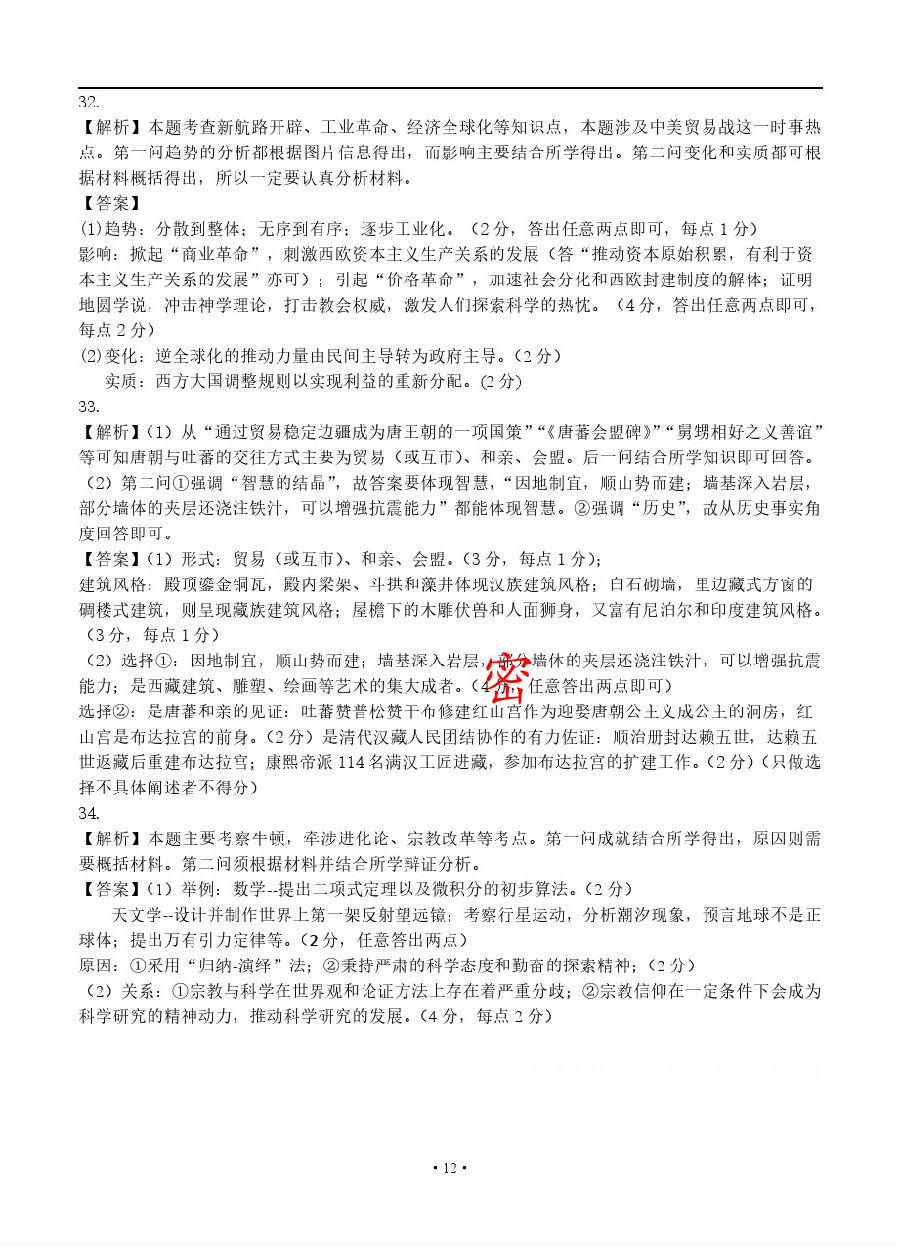 32.
【解析】本题考查新航路开辟、工业革命、经济全球化等知识点，本题涉及中美贸易战这一时事热
点。第一问趋势的分析都根据图片信息得出，而影响主要结合所学得出。第二问变化和实质都可根
据材料概括得出，所以一定要认真分析材料。
【答案】
(1)趋势：分散到整体；无序到有序；逐步工业化。（2分，答出任意两点即可，每点1分）
影响：掀起“商业革命”，刺激西欧资本主义生产关系的发展（答“推动资本原始积累，有利于资
本主义生产关系的发展”亦可）；引起“价格革命”，加速社会分化和西欧封建制度的解体；证明
地圆学说，冲击神学理论，打击教会权威，激发人们探索科学的热忱。（4分，答出任意两点即可，
每点2分）
(2)变化：逆全球化的推动力量由民间主导转为政府主导。（2分）
实质：西方大国调整规则以实现利益的重新分配。(2分)
33.
【解析】（1）从“通过贸易稳定边疆成为唐王朝的一项国策”“《唐蕃会盟碑》”“舅甥相好之义善谊”
等可知唐朝与吐蕃的交往方式主要为贸易（或互市）、和亲、会盟。后一问结合所学知识即可回答。
（2）第二问①强调“智慧的结晶”，故答案要体现智慧，“因地制宜，顺山势而建；墙基深入岩层，
部分墙体的夹层还浇注铁汁，可以增强抗震能力”都能体现智慧。②强调“历史”，故从历史事实角
度回答即可。
【答案】（1）形式：贸易（或互市）、和亲、会盟。（3分，每点1分）；
建筑风格：殿顶鎏金铜瓦，殿内梁架、斗拱和藻井体现汉族建筑风格；白石砌墙，里边藏式方窗的
碉楼式建筑，则呈现藏族建筑风格；屋檐下的木雕伏兽和人面狮身，又富有尼泊尔和印度建筑风格。
（3分，每点1分）
（2）选择①：因地制宜，顺山势而建；墙基深入岩层，部分墙体的夹层还浇注铁汁，可以增强抗震
能力；是西藏建筑、雕塑、绘画等艺术的集大成者。（4分，任意答出两点即可）
密
选择②：是唐蕃和亲的见证：吐蕃赞普松赞干布修建红山宫作为迎娶唐朝公主文成公主的洞房，红
山宫是布达拉宫的前身。（2分）是清代汉藏人民团结协作的有力佐证：顺治册封达赖五世，达赖五
世返藏后重建布达拉宫；康熙帝派114名满汉工匠进藏，参加布达拉宫的扩建工作。（2分）（只做选
择不具体阐述者不得分）
34.
【解析】本题主要考察牛顿，牵涉进化论、宗教改革等考点。第一问成就结合所学得出，原因则需
要概括材料。第二问须根据材料并结合所学辩证分析。
【答案】（1）举例：数学--提出二项式定理以及微积分的初步算法。（2分）
天文学--设计并制作世界上第一架反射望远镜；考察行星运动，分析潮汐现象，预言地球不是正
球体；提出万有引力定律等。（2分，任意答出两点）
原因：①采用“归纳-演绎”法；②秉持严肃的科学态度和勤奋的探索精神；（2分）
（2）关系：①宗教与科学在世界观和论证方法上存在着严重分歧；②宗教信仰在一定条件下会成为
科学研究的精神动力，推动科学研究的发展。（4分，每点2分）
·12·